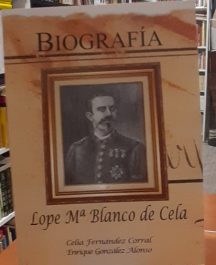 BIOGRAFÍA
Lope Mª Blanco de Cela
Celia Fernández Corral
Enrique González Alonso